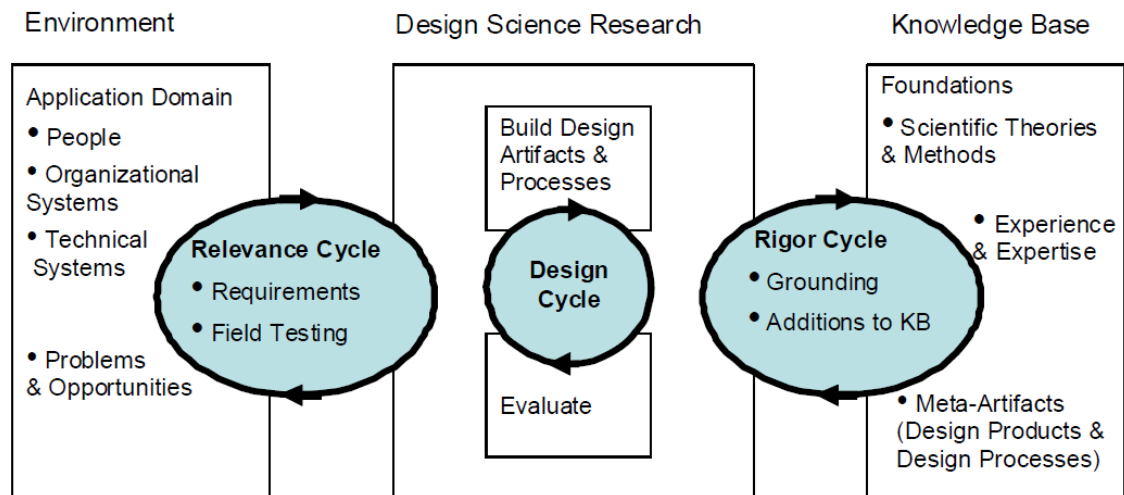 Environment
Design Science Research
Knowledge Base
Application Domain
• People
• Organizational
Systems
• Technical
Systems
• Problems
& Opportunities
Relevance Cycle
• Requirements
• Field Testing
Build Design
Artifacts &
Processes
Design
Cycle
Evaluate
Rigor Cycle
• Grounding
• Additions to KB
Foundations
• Scientific Theories
& Methods
• Experience
& Expertise
• Meta-Artifacts
(Design Products &
Design Processes)